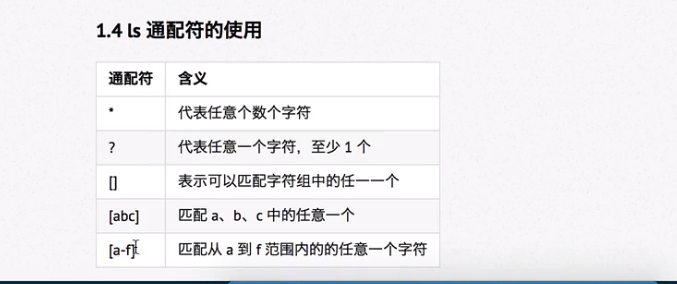 1.4 ls 通配符的使用
通配符 含义
* 代表任意个数个字符
? 代表任意一个字符，至少 1 个
[] 表示可以匹配字符组中的任一一个
[abc] 匹配 a、b、c 中的任意一个
[a-f] 匹配从 a 到 f 范围内的的任意一个字符